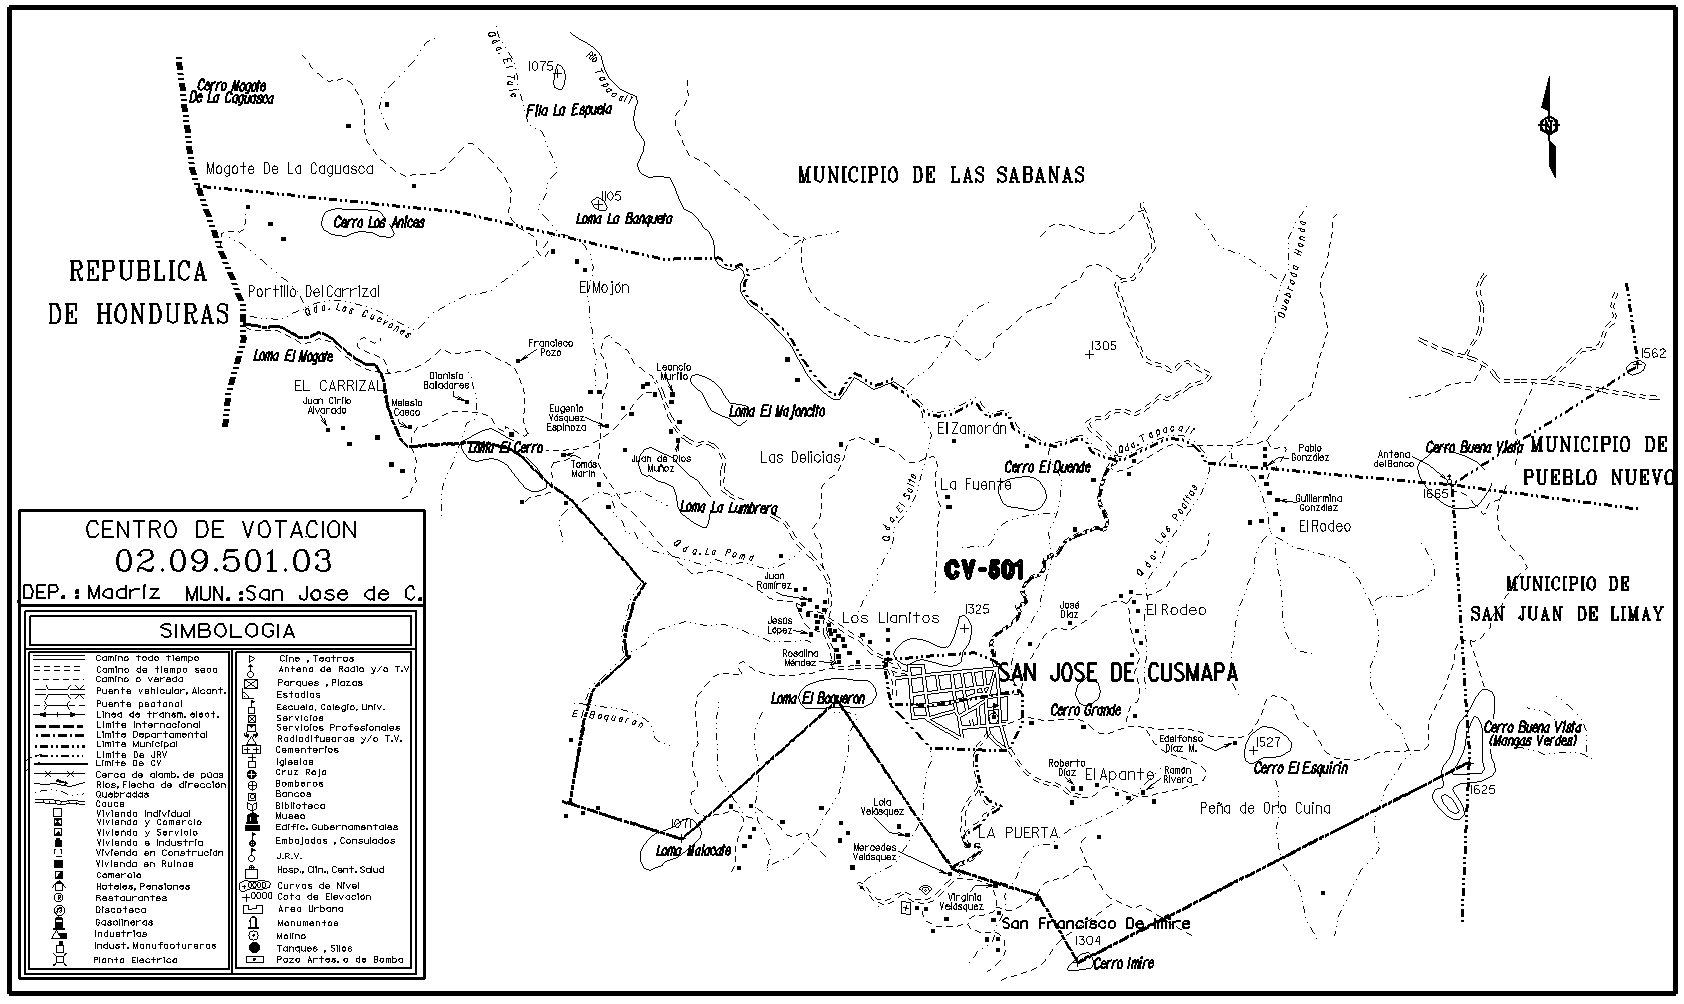 Cerro Mogote
De La Caguasca
1075
Fila La Espuela
Qda. El Tule
Río Tapacalí
Mogote De La Caguasca
MUNICIPIO DE LAS SABANAS
N
1105
Loma La Banqueta
Cerro Los Anices
REPUBLICA
DE HONDURAS
Portillo Del Carrizal
Qda. Los Cuervones
El Mojón
Quebrada Honda
Loma El Mogote
EL CARRIZAL
Juan Cirilo
Alvarado
Melesio
Casco
Dionisio
Balladares
Francisco
Pozo
Leoncio
Murillo
Eugenio
Vásquez
Espinoza
Loma El Majoncito
1305
1562
Loma El Cerro
Tomás
Marín
Juan de Dios
Muñoz
Loma La Lumbrera
Las Delicias
El Zamorán
Cerro El Duende
Qda. Tapacalí
La Fuente
Qda. El Salto
Qda. Las Pogitas
Pablo
González
Guillermina
González
El Rodeo
Antena
del Banco
Cerro Buena Vista
1665
MUNICIPIO DE
PUEBLO NUEVO
Qda. La Poma
CV-501
Juan
Ramírez
Jesús
López
Rosalina
Méndez
Los Llanitos
1325
José
Díaz
El Rodeo
MUNICIPIO DE
SAN JUAN DE LIMAY
SAN JOSE DE CUSMAPA
Loma El Boqueron
El Boqueron
Cerro Grande
Edelfonso
Díaz M.
1527
Cerro El Esquirin
Cerro Buena Vista
(Mangas Verdes)
1625
Roberto
Díaz
El Apante
Ramón
Rivera
Peña de Oro Cuina
1071
Loma Malacate
Lola
Velásquez
LA PUERTA
Mercedes
Velásquez
Virginia
Velásquez
San Francisco De Imire
1304
Cerro Imire
CENTRO DE VOTACION
02.09.501.03
DEP.: Madríz MUN.:San Jose de C.
SIMBOLOGIA
Camino todo tiempo
Camino de tiempo seco
Camino o vereda
Puente vehicular, Alcant.
Puente peatonal
Linea de transm. elect.
Limite Internacional
Limite Departamental
Limite Municipal
Limite De JRV
Limite De CV
Cerca de alamb. de púas
Rios, Flecha de dirección
Quebradas
Cauce
Vivienda Individual
Vivienda y Comercio
Vivienda y Servicio
Vivienda e Industria
Vivienda en Construción
Vivienda en Ruinas
Comercio
Hoteles, Pensiones
Restaurantes
Discoteca
Gasolineras
Industrias
Indust. Manufactureras
Planta Electrica
Cine, Teatros
Antena de Radio y/o T.V
Parques, Plazas
Estadios
Escuela, Colegio, Univ.
Servicios
Servicios Profesionales
Radiodifusoras y/o T.V.
Cementerios
Iglesias
Cruz Roja
Bomberos
Bancos
Biblioteca
Museo
Edific. Gubernamentales
Embajadas, Consulados
J.R.V.
Hosp., Clin., Cent. Salud
Curvas de Nivel
+0000 Cota de Elevación
Area Urbana
Monumentos
Molino
Tanques, Silos
Pozo Artes. o de Bomba